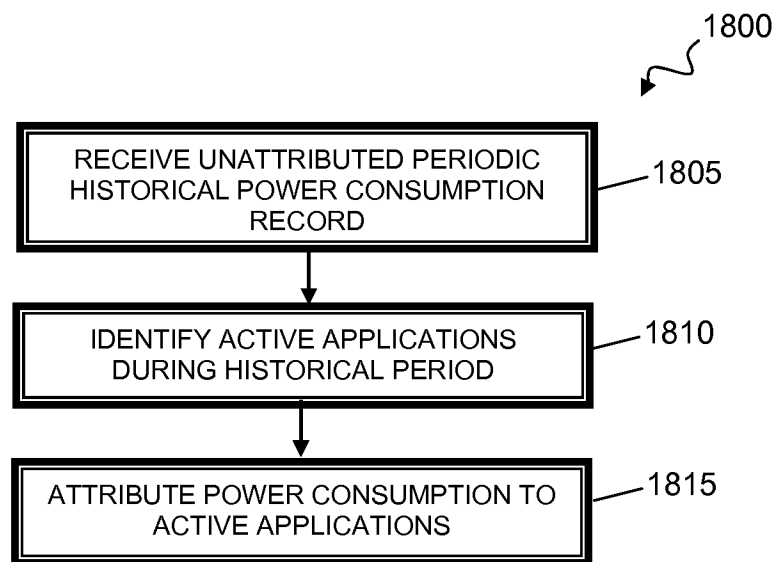 1800
RECEIVE UNATTRIBUTED PERIODIC
HISTORICAL POWER CONSUMPTION
RECORD
1805
IDENTIFY ACTIVE APPLICATIONS
DURING HISTORICAL PERIOD
1810
ATTRIBUTE POWER CONSUMPTION TO
ACTIVE APPLICATIONS
1815